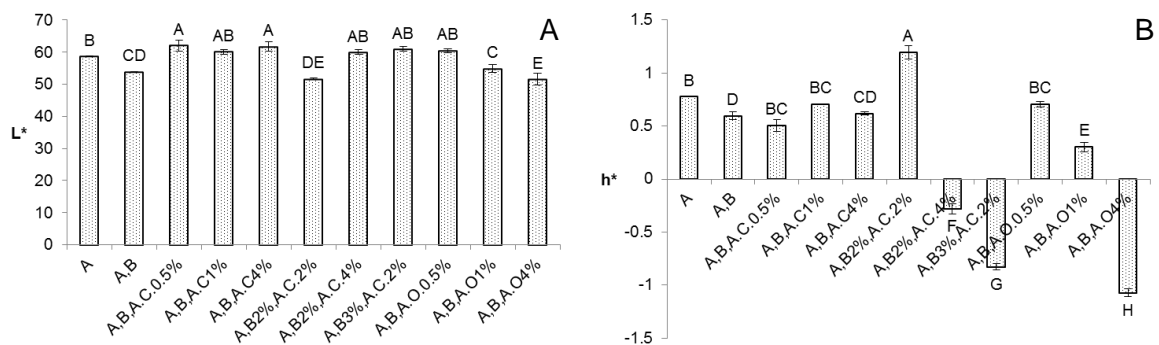 A
70
60
50
40
30
20
10
0
L*
B
CD
A
AB
A
DE
AB
AB
AB
C
E
A
A,B
A,B,A.C.0.5%
A,B,A.C1%
A,B,A.C4%
A,B2%,A.C.2%
A,B2%,A.C.4%
A,B3%,A.C.2%
A,B,A.O.0.5%
A,B,A.O1%
A,B,A.O4%
B
1.5
1
0.5
0
-0.5
-1
-1.5
h*
B
D
BC
BC
CD
A
F
G
BC
E
H
A
A,B
A,B,A.C.0.5%
A,B,A.C1%
A,B,A.C4%
A,B2%,A.C.2%
A,B2%,A.C.4%
A,B3%,A.C.2%
A,B,A.O.0.5%
A,B,A.O1%
A,B,A.O4%